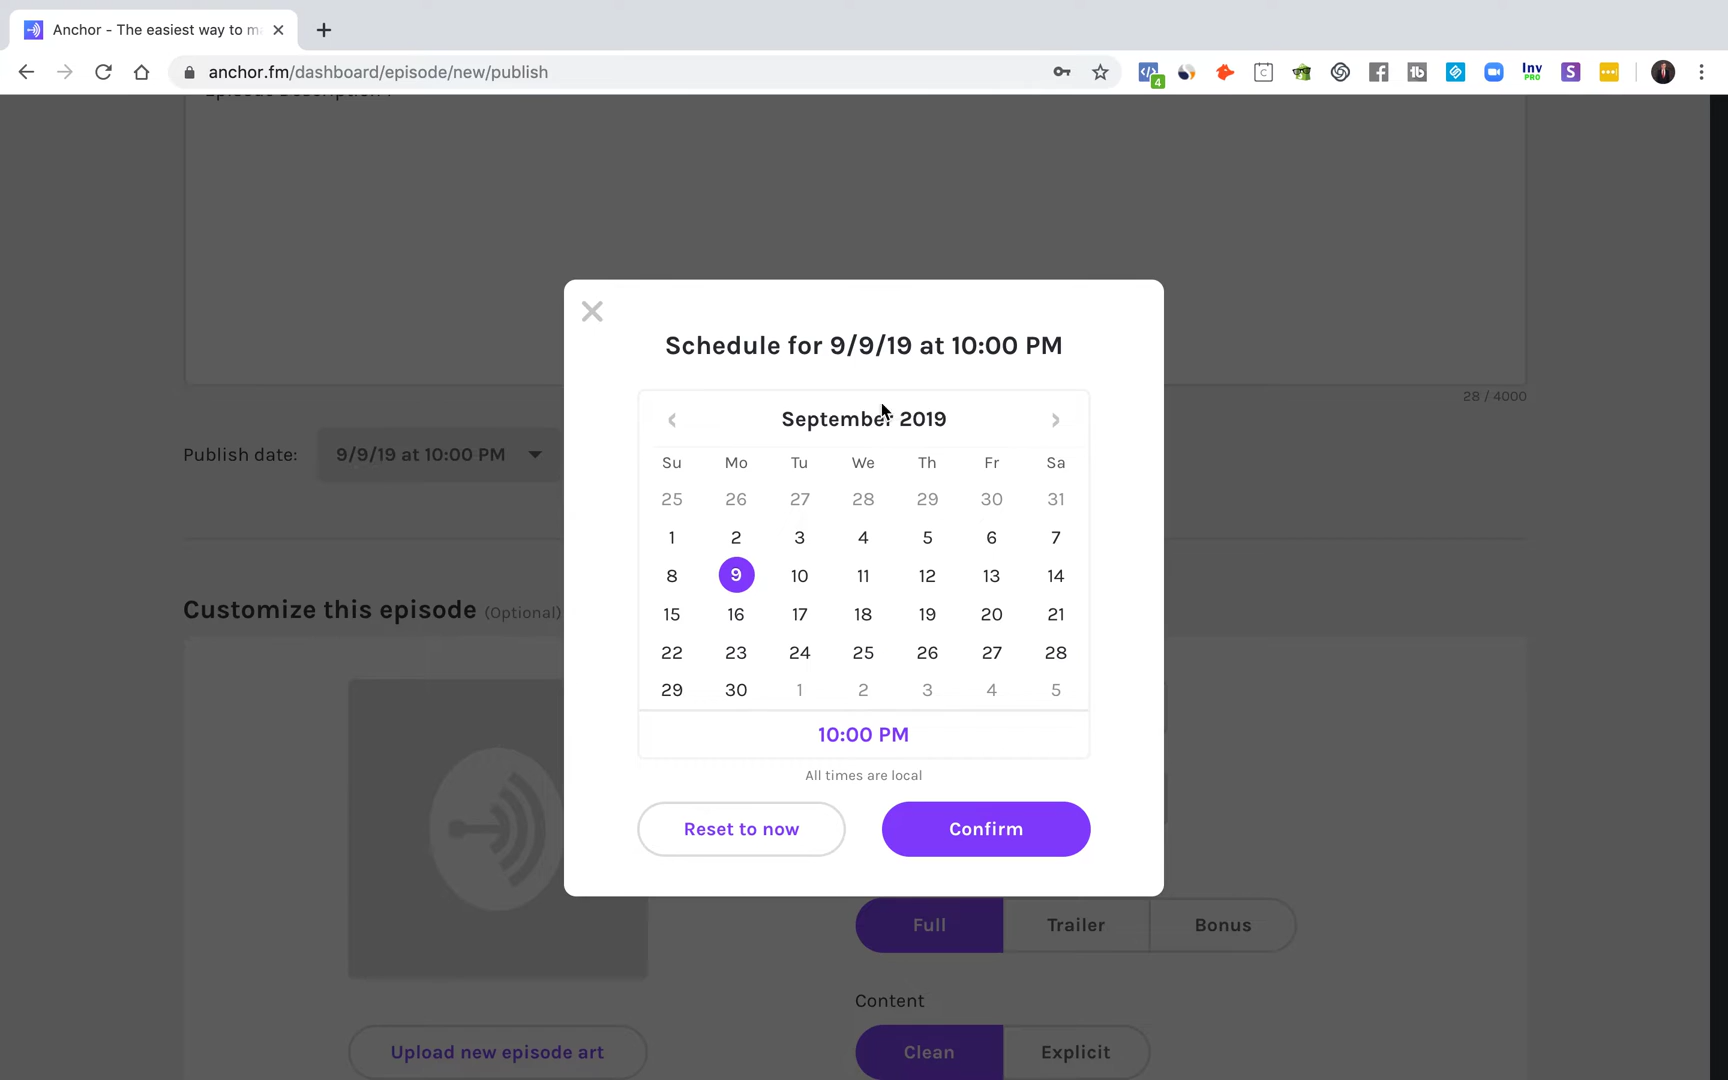 Anchor - The easiest way to m
anchor.fm/dashboard/episode/new/publish
4
C
tb
Inv
PRO
S
28 / 4000
Schedule for 9/9/19 at 10:00 PM
September 2019
Publish date: 9/9/19 at 10:00 PM
Su Mo Tu We Th Fr Sa
25 26 27 28 29 30 31
1 2 3 4 5 6 7
8 9 10 11 12 13 14
15 16 17 18 19 20 21
22 23 24 25 26 27 28
29 30 1 2 3 4 5
10:00 PM
All times are local
Reset to now Confirm
Customize this episode (Optional)
Full Trailer Bonus
Content
Upload new episode art
Clean Explicit